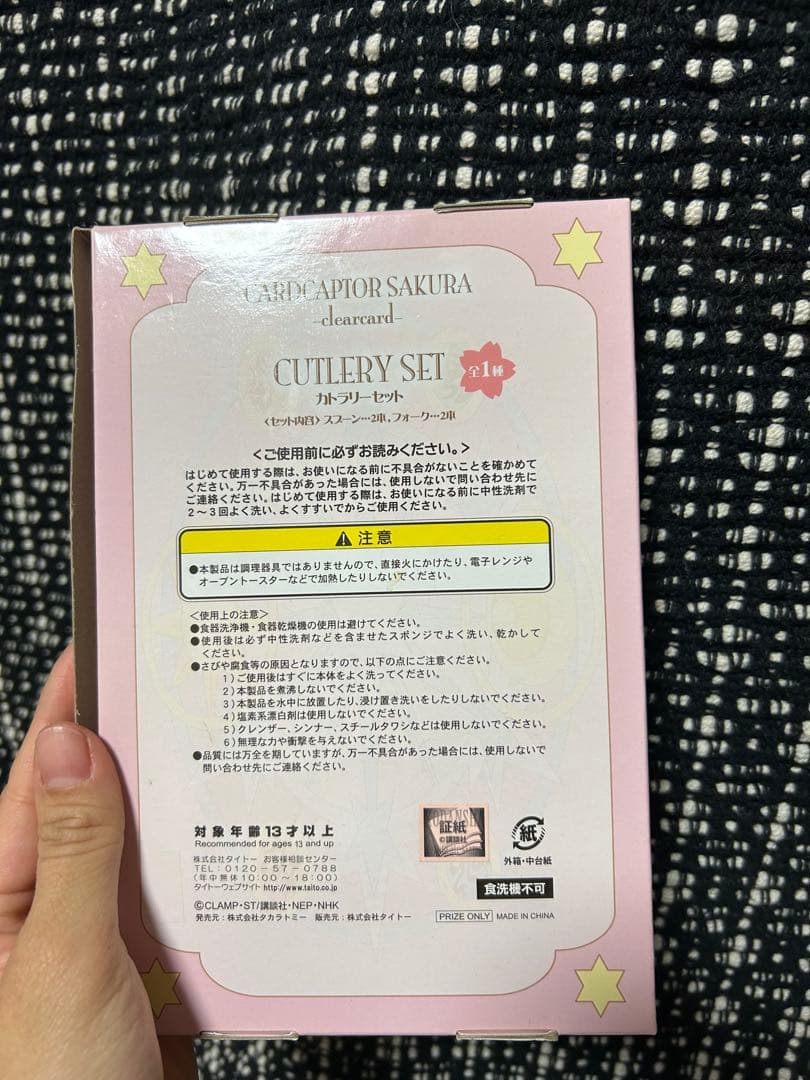 CARDCAPTOR SAKURA
-clearcard-
CUTLERY SET
全1種
カトラリーセット
〈セット内容〉スプーン…2本,フォーク…2本
<ご使用前に必ずお読みください。>
はじめて使用する際は、お使いになる前に不具合がないことを確かめて
ください。万一不具合があった場合には、使用しないで問い合わせ先に
ご連絡ください。はじめて使用する際は、お使いになる前に中性洗剤で
2～3回よく洗い、よくすすいでからご使用ください。
注意
●本製品は調理器具ではありませんので、直接火にかけたり、電子レンジや
オーブントースターなどで加熱したりしないでください。
<使用上の注意>
●食器洗浄機・食器乾燥機の使用は避けてください。
●使用後は必ず中性洗剤などを含ませたスポンジでよく洗い、乾かして
ください。
●さびや腐食等の原因となりますので、以下の点にご注意ください。
1)ご使用後はすぐに本体をよく洗ってください。
2)本製品を煮沸しないでください。
3)本製品を水中に放置したり、浸け置き洗いをしたりしないでください。
4)塩素系漂白剤は使用しないでください。
5)クレンザー、シンナー、スチールタワシなどは使用しないでください。
6)無理な力や衝撃を与えないでください。
●品質には万全を期していますが、万一不具合があった場合には、使用しないで
問い合わせ先にご連絡ください。
対象年齢13才以上
Recommended for ages 13 and up
株式会社タイトー お客様相談センター
TEL:0120-57-0788
(年中無休10:00～18:00)
タイトーウェブサイト http://www.taito.co.jp
©CLAMP・ST/講談社・NEP・NHK
発売元:株式会社タカラトミー 販売元:株式会社タイトー
証紙
©講談社
紙
外箱・中台紙
食洗機不可
PRIZE ONLY MADE IN CHINA